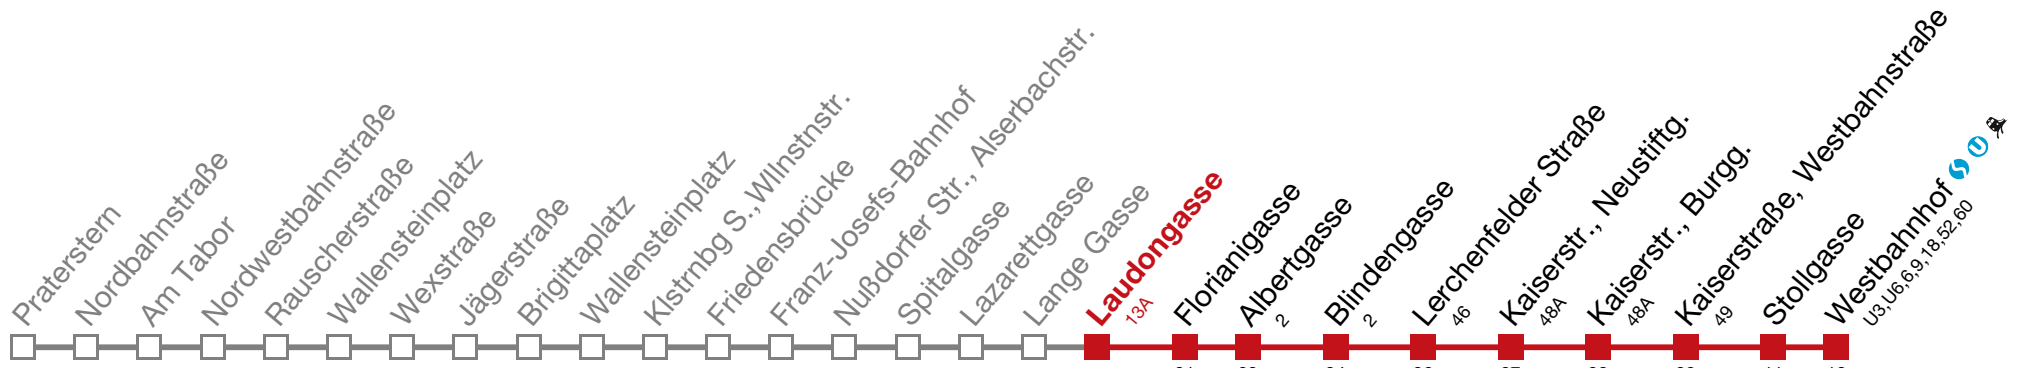 Praterstern
Nordbahnstraße
Am Tabor
Nordwestbahnstraße
Rauscherstraße
Wallensteinplatz
Wexstraße
Jägerstraße
Brigittaplatz
Wallensteinplatz
Klstrnbg S.,Wllnstnstr.
Friedensbrücke
Franz-Josefs-Bahnhof
Nußdorfer Str., Alserbachstr.
Spitalgasse
Lazarettgasse
Lange Gasse
Laudongasse
13A
Florianigasse
Albertgasse
2
Blindengasse
2
Lerchenfelder Straße
46
Kaiserstr., Neustiftg.
48A
Kaiserstr., Burgg.
48A
Kaiserstraße, Westbahnstraße
49
Stollgasse
Westbahnhof S U
U3,U6,6,9,18,52,60